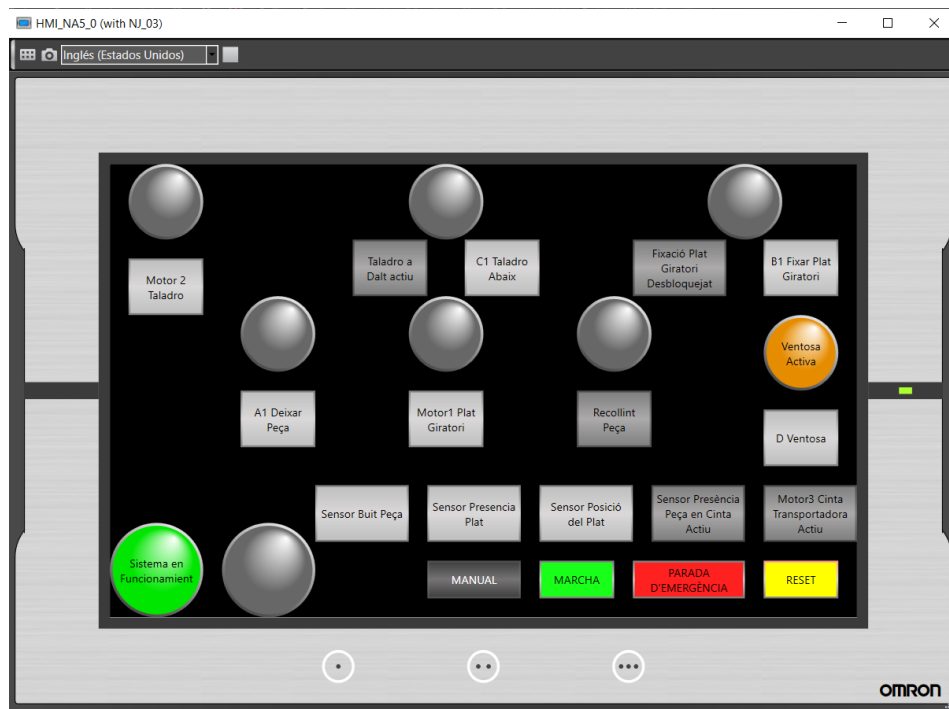 HMI_NA5_0 (with NJ_03)
Inglés (Estados Unidos)
Motor 2
Taladro
Taladro a
Dalt actiu
C1 Taladro
Abaix
Fixació Plat
Giratori
Desbloquejat
B1 Fixar Plat
Giratori
Ventosa
Activa
A1 Deixar
Peça
Motor1 Plat
Giratori
Recollint
Peça
D Ventosa
Sensor Buit Peça
Sensor Presencia
Plat
Sensor Posició
del Plat
Sensor Presència
Peça en Cinta
Actiu
Motor3 Cinta
Transportadora
Actiu
Sistema en
Funcionamient
MANUAL
MARCHA
PARADA
D'EMERGÈNCIA
RESET
OMRON